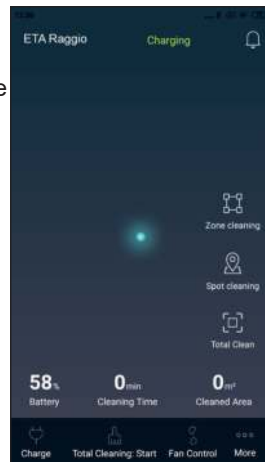 ETA Raggio Charging
e
Zone cleaning
Spot cleaning
Total Clean
58% 0min 0m²
Battery Cleaning Time Cleaned Area
Charge Total Cleaning: Start Fan Control More